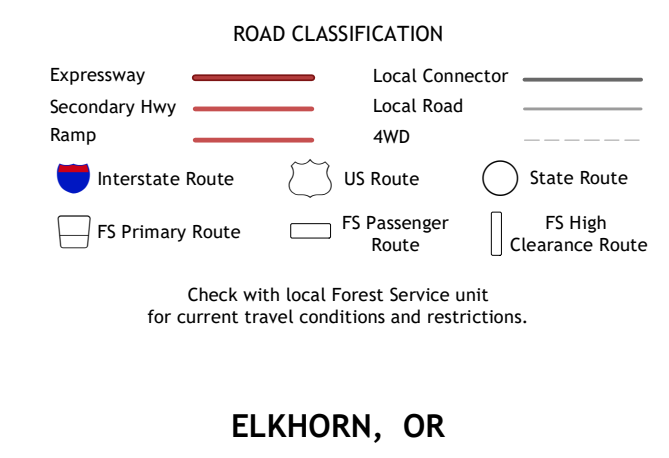 ROAD CLASSIFICATION
Expressway
Local Connector
Secondary Hwy
Local Road
Ramp
4WD
Interstate Route
US Route
State Route
FS Primary Route
FS Passenger
Route
FS High
Clearance Route
Check with local Forest Service unit
for current travel conditions and restrictions.
ELKHORN, OR